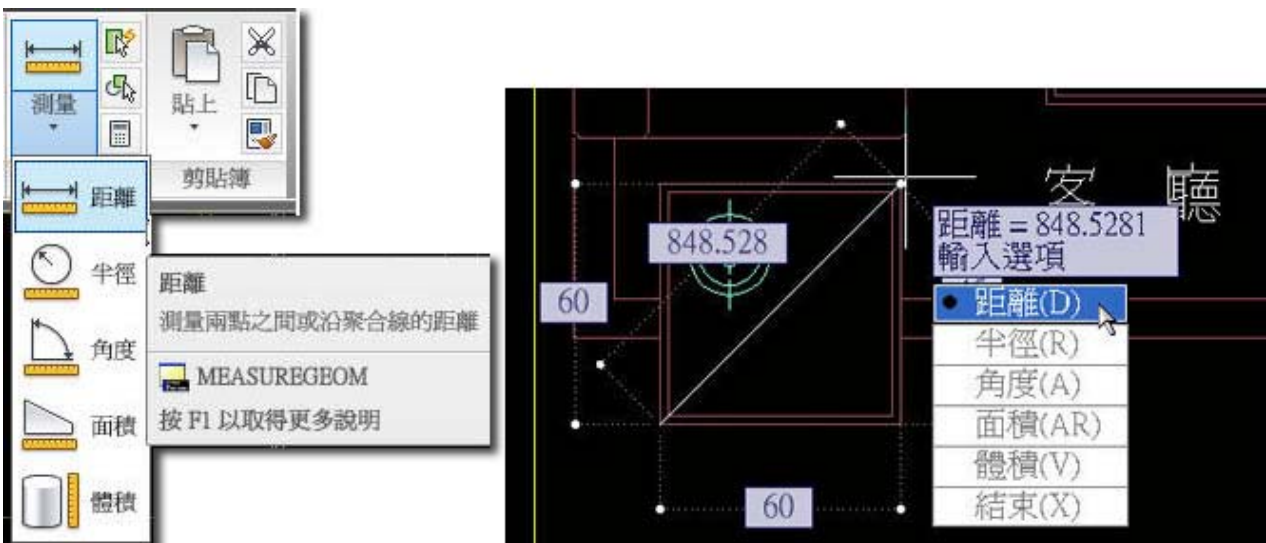 測量
貼上
剪貼簿
距離
半徑
角度
面積
體積
距離
測量兩點之間或沿聚合線的距離
MEASUREGEOM
按 F1 以取得更多說明
客 廳
848.528
60
60
距離 = 848.5281
輸入選項
距離(D)
半徑(R)
角度(A)
面積(AR)
體積(V)
結束(X)